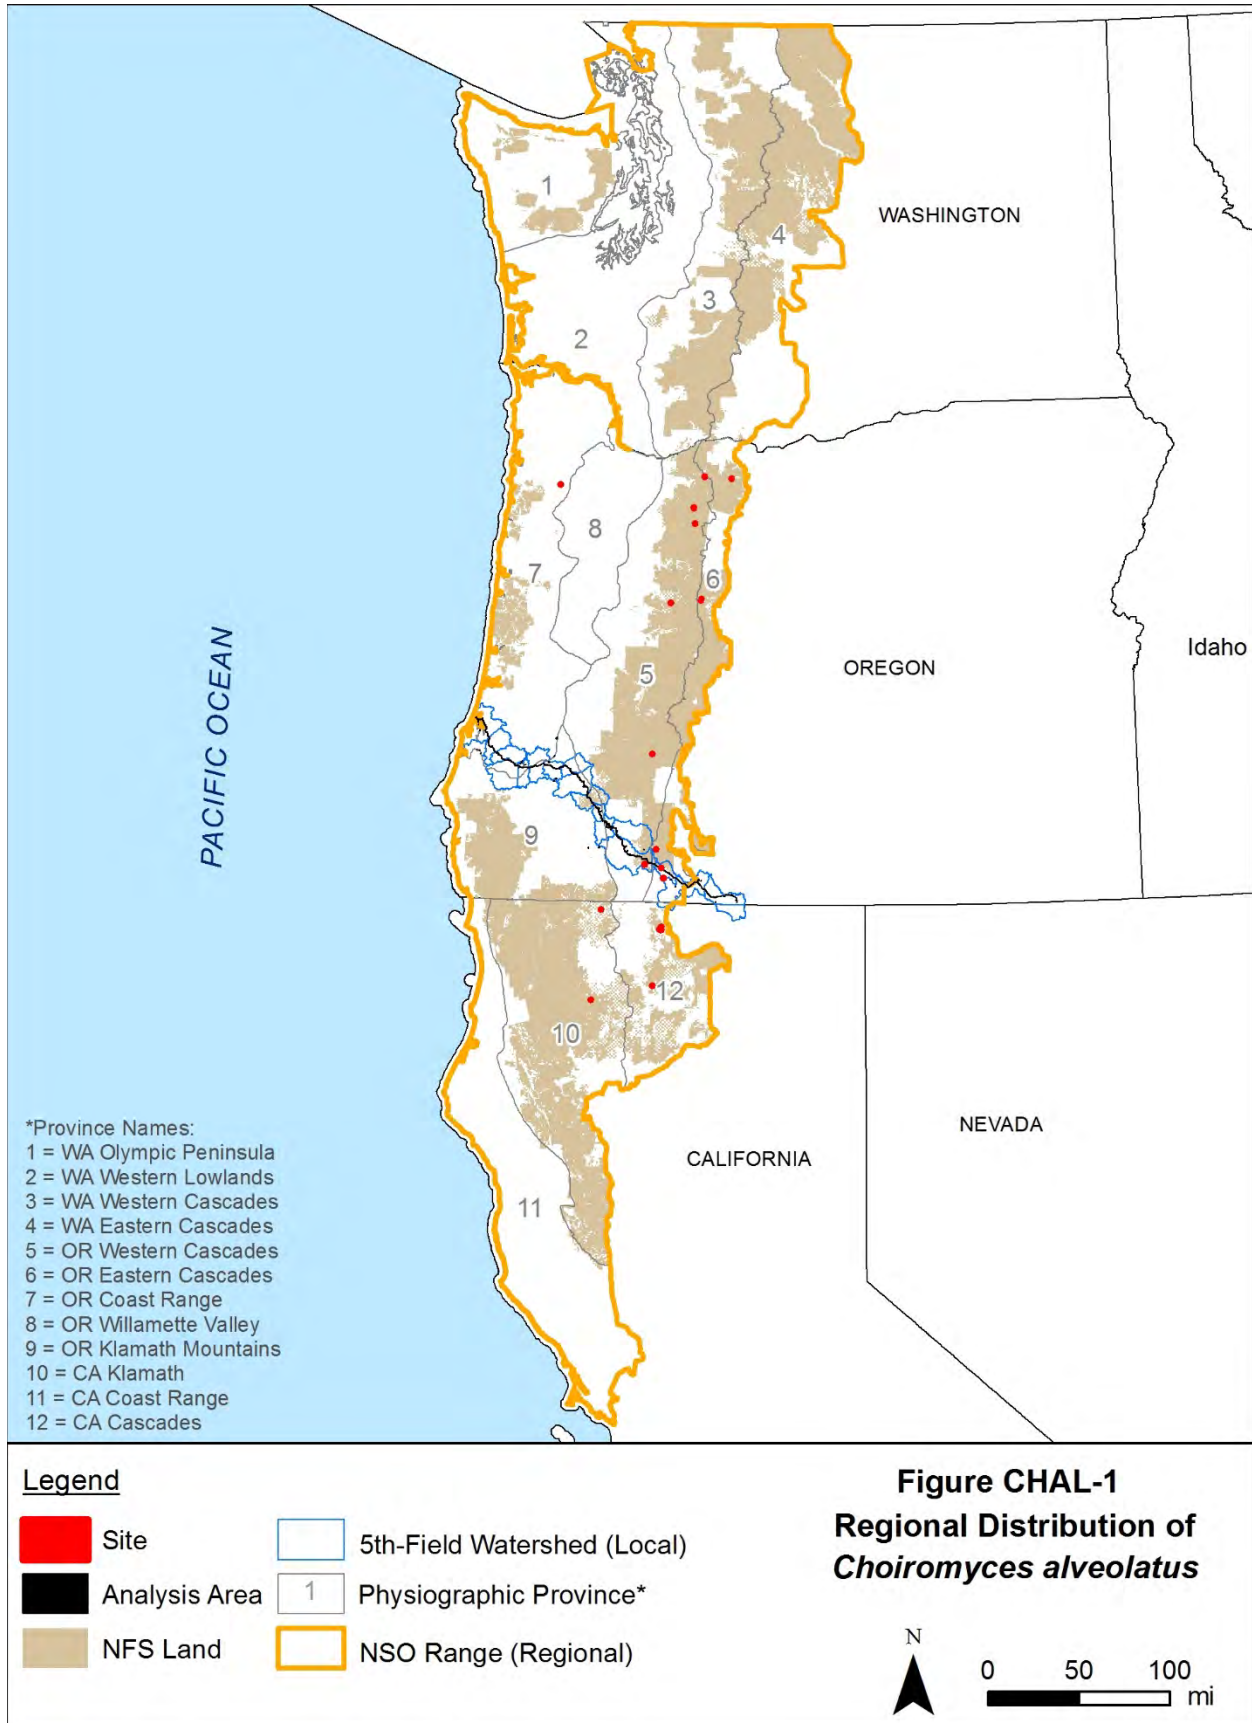 1
WASHINGTON
4
3
2
8
7
6
PACIFIC OCEAN
5
OREGON
Idaho
9
12
10
11
CALIFORNIA
NEVADA
*Province Names:
1 = WA Olympic Peninsula
2 = WA Western Lowlands
3 = WA Western Cascades
4 = WA Eastern Cascades
5 = OR Western Cascades
6 = OR Eastern Cascades
7 = OR Coast Range
8 = OR Willamette Valley
9 = OR Klamath Mountains
10 = CA Klamath
11 = CA Coast Range
12 = CA Cascades
Legend
Site
Analysis Area
NFS Land
5th-Field Watershed (Local)
1 Physiographic Province*
NSO Range (Regional)
Figure CHAL-1
Regional Distribution of
Choiromyces alveolatus
N
0 50 100
mi